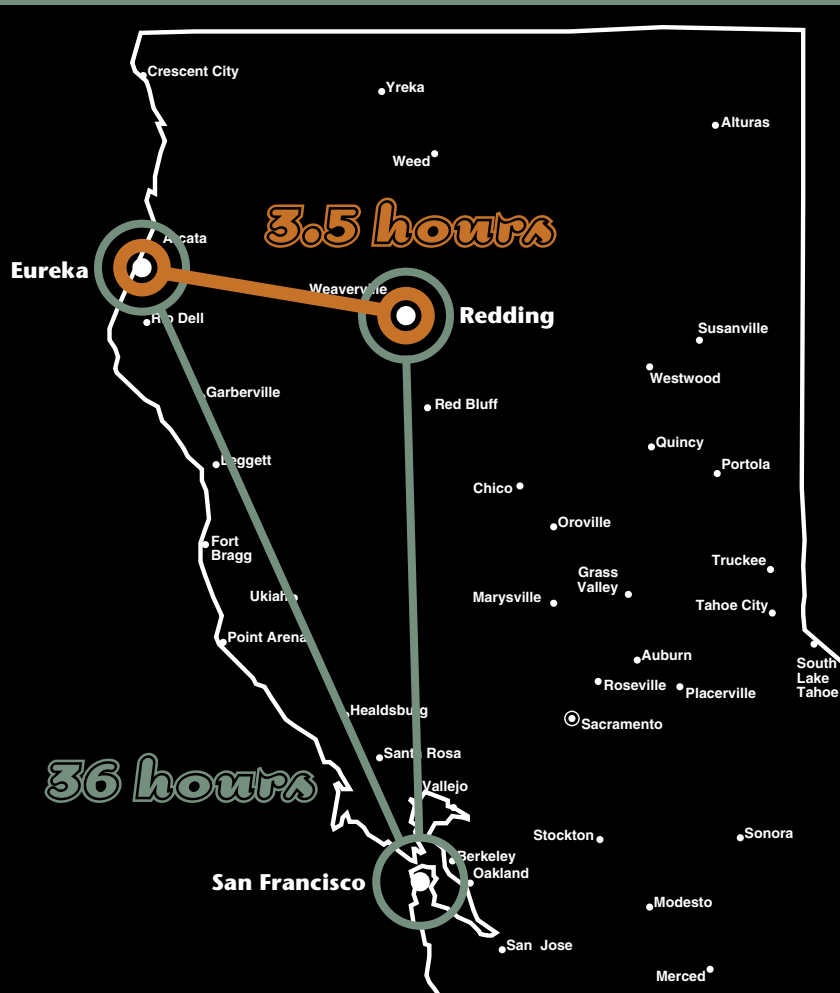 Crescent City
Yreka
Alturas
Weed
3.5 hours
Arcata
Eureka
Weaverville
Redding
Rio Dell
Susanville
Westwood
Garberville
Red Bluff
Quincy
Leggett
Portola
Chico
Oroville
Fort
Bragg
Truckee
Grass
Valley
Ukiah
Marysville
Tahoe City
Point Arena
Auburn
South
Lake
Tahoe
Roseville
Placerville
Healdsburg
Sacramento
Santa Rosa
36 hours
Vallejo
Stockton
Sonora
Berkeley
Oakland
San Francisco
Modesto
San Jose
Merced